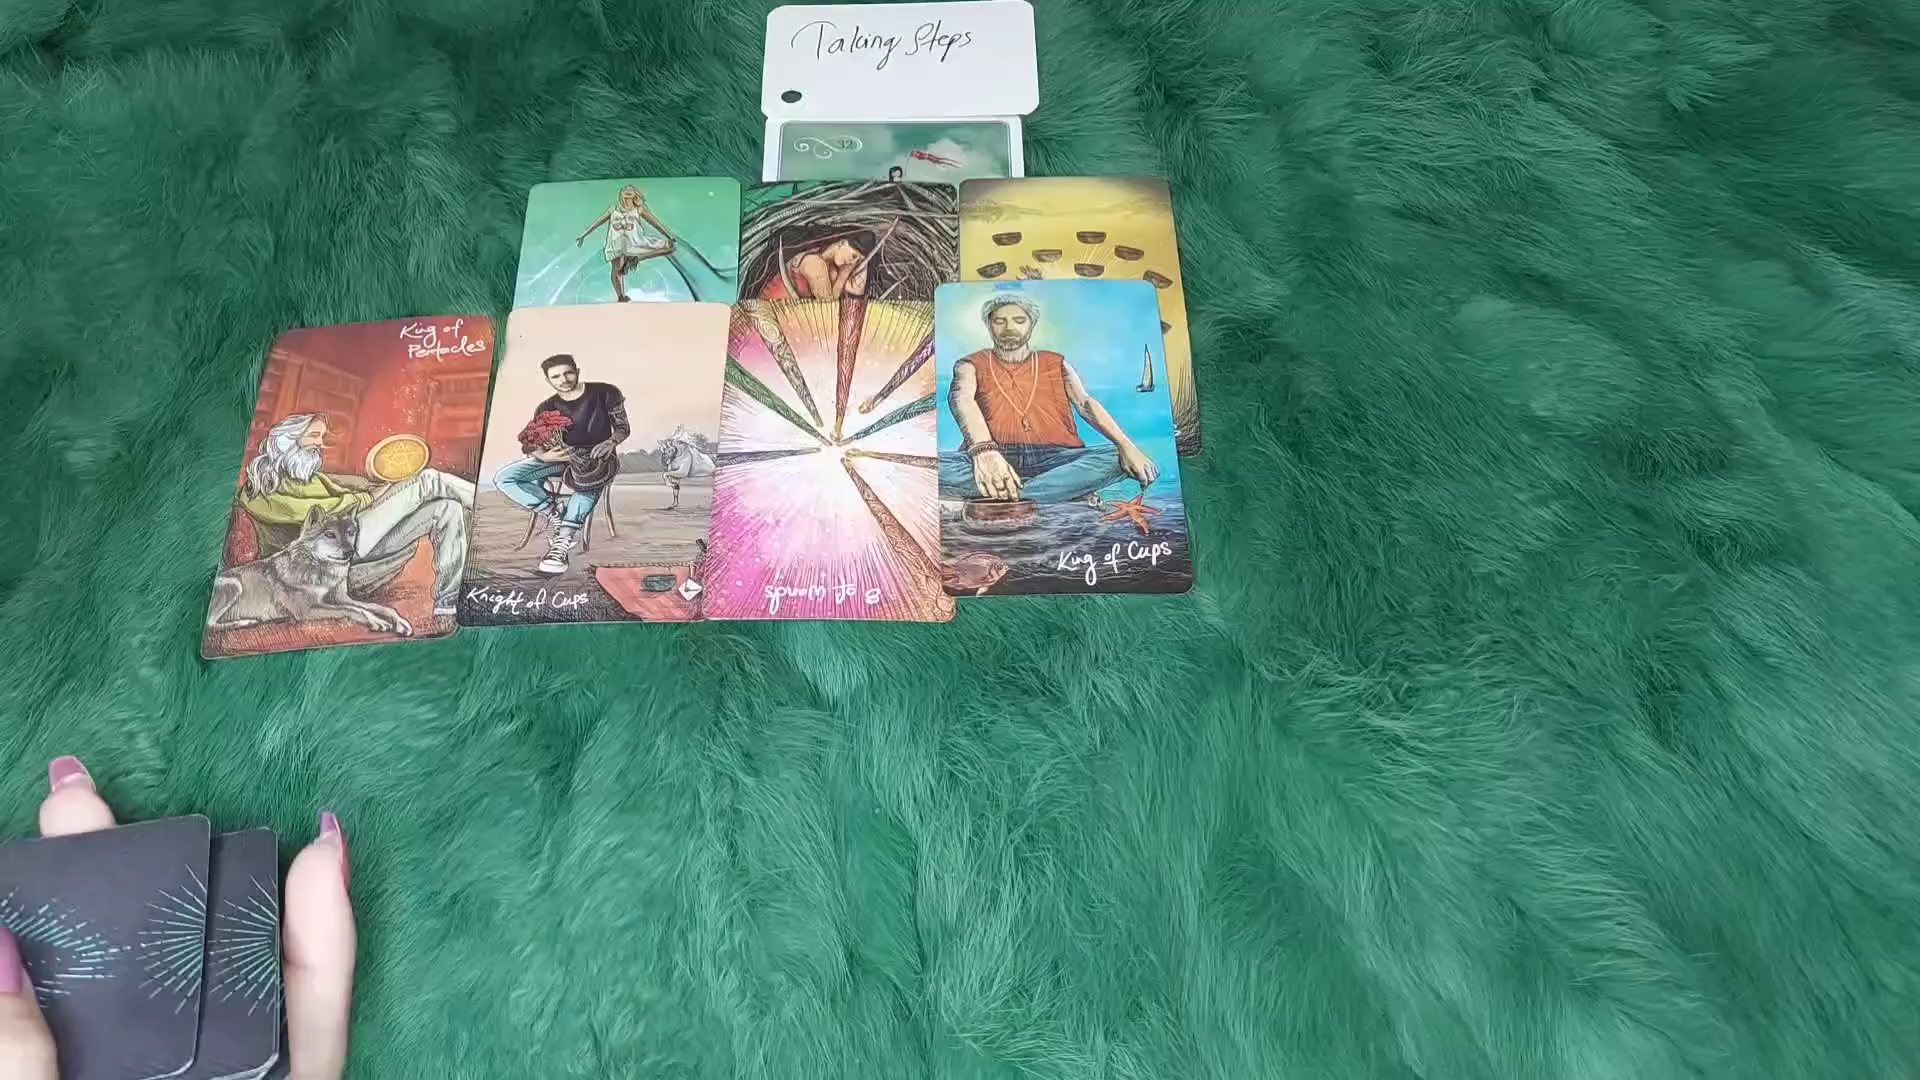 Taking Steps
32
King of
Pentacles
Knight of Cups
8 of wands
King of Cups